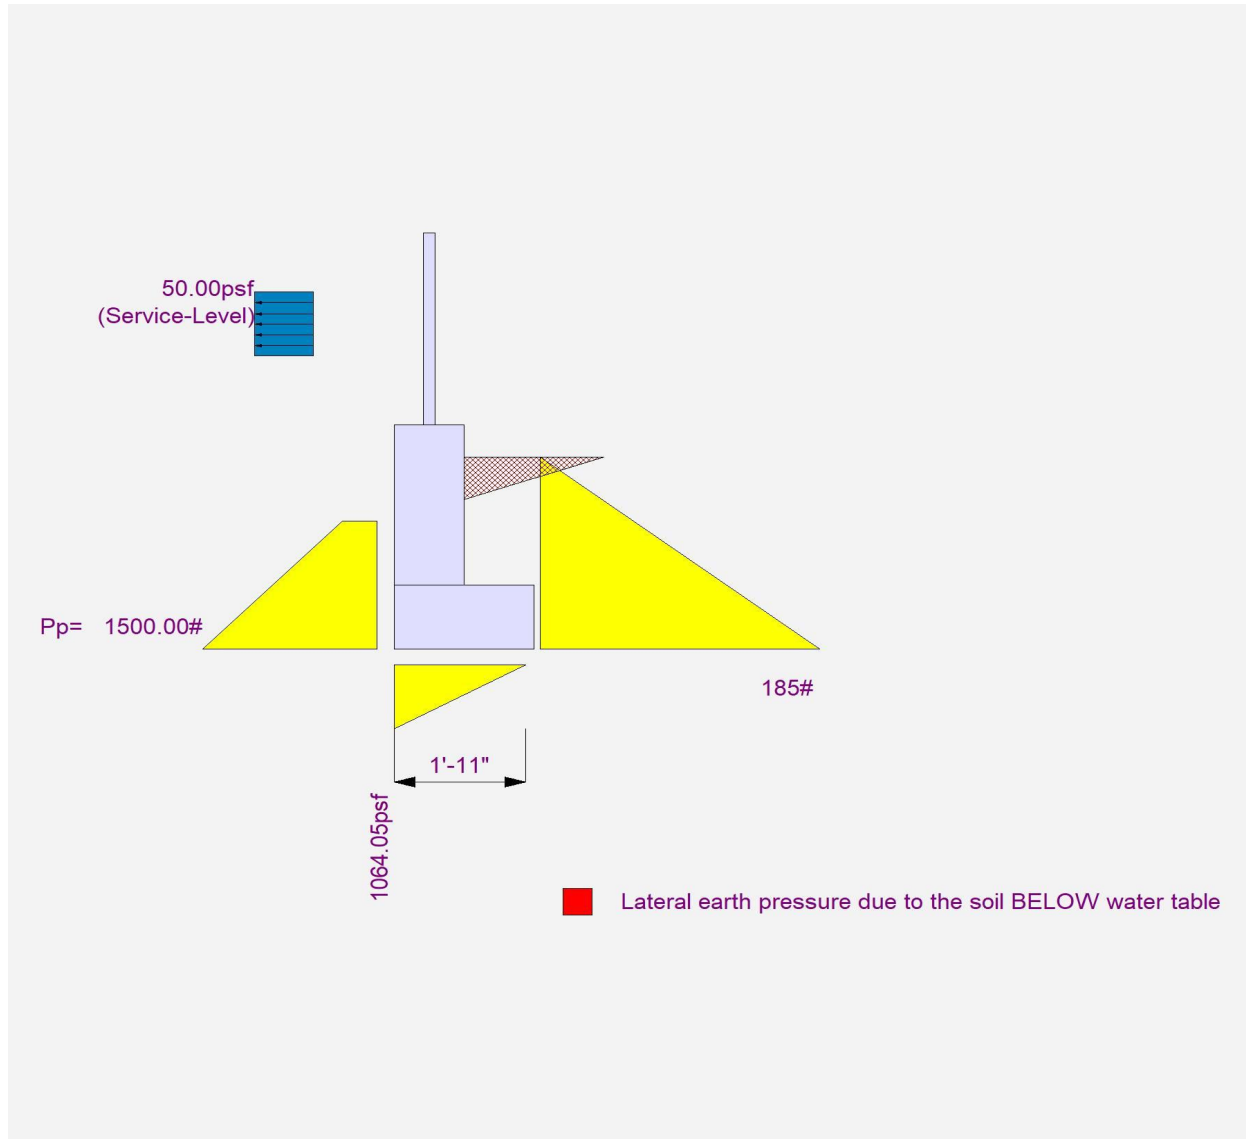 50.00psf
(Service-Level)
Pp= 1500.00#
185#
1'-11"
1064.05psf
Lateral earth pressure due to the soil BELOW water table